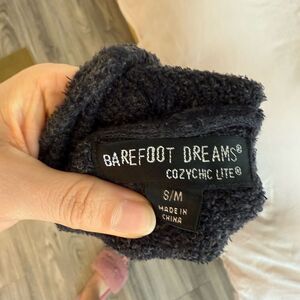 BAREFOOT DREAMS®
COZYCHIC LITE®
S/M
MADE IN
CHINA